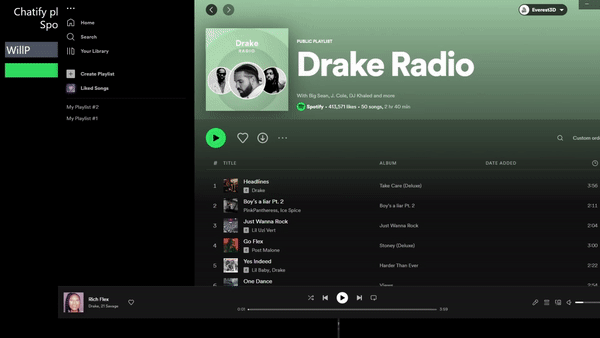 Chatify pl
Spo
WillP
•••
Home
Search
Your Library
Create Playlist
Liked Songs
My Playlist #2
My Playlist #1
Everest3D
Drake
RADIO
PUBLIC PLAYLIST
Drake Radio
With Big Sean, J. Cole, DJ Khaled and more
Spotify • 413,571 likes • 50 songs, 2 hr 40 min
•••
Custom ord
# TITLE ALBUM DATE ADDED
1 Headlines Take Care (Deluxe) 3:56
E Drake
2 Boy's a liar Pt. 2 Boy's a liar Pt. 2 2:11
PinkPantheress, Ice Spice
3 Just Wanna Rock Just Wanna Rock 2:04
E Lil Uzi Vert
4 Go Flex Stoney (Deluxe) 3:00
E Post Malone
5 Yes Indeed Harder Than Ever 2:22
E Lil Baby, Drake
6 One Dance Views
Rich Flex
Drake, 21 Savage
0:00 3:59